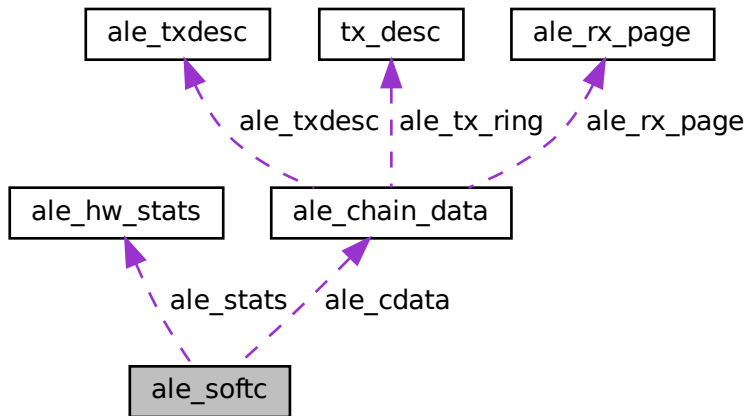 ale_txdesc
tx_desc
ale_rx_page
ale_txdesc
ale_tx_ring
ale_rx_page
ale_hw_stats
ale_chain_data
ale_stats
ale_cdata
ale_softc